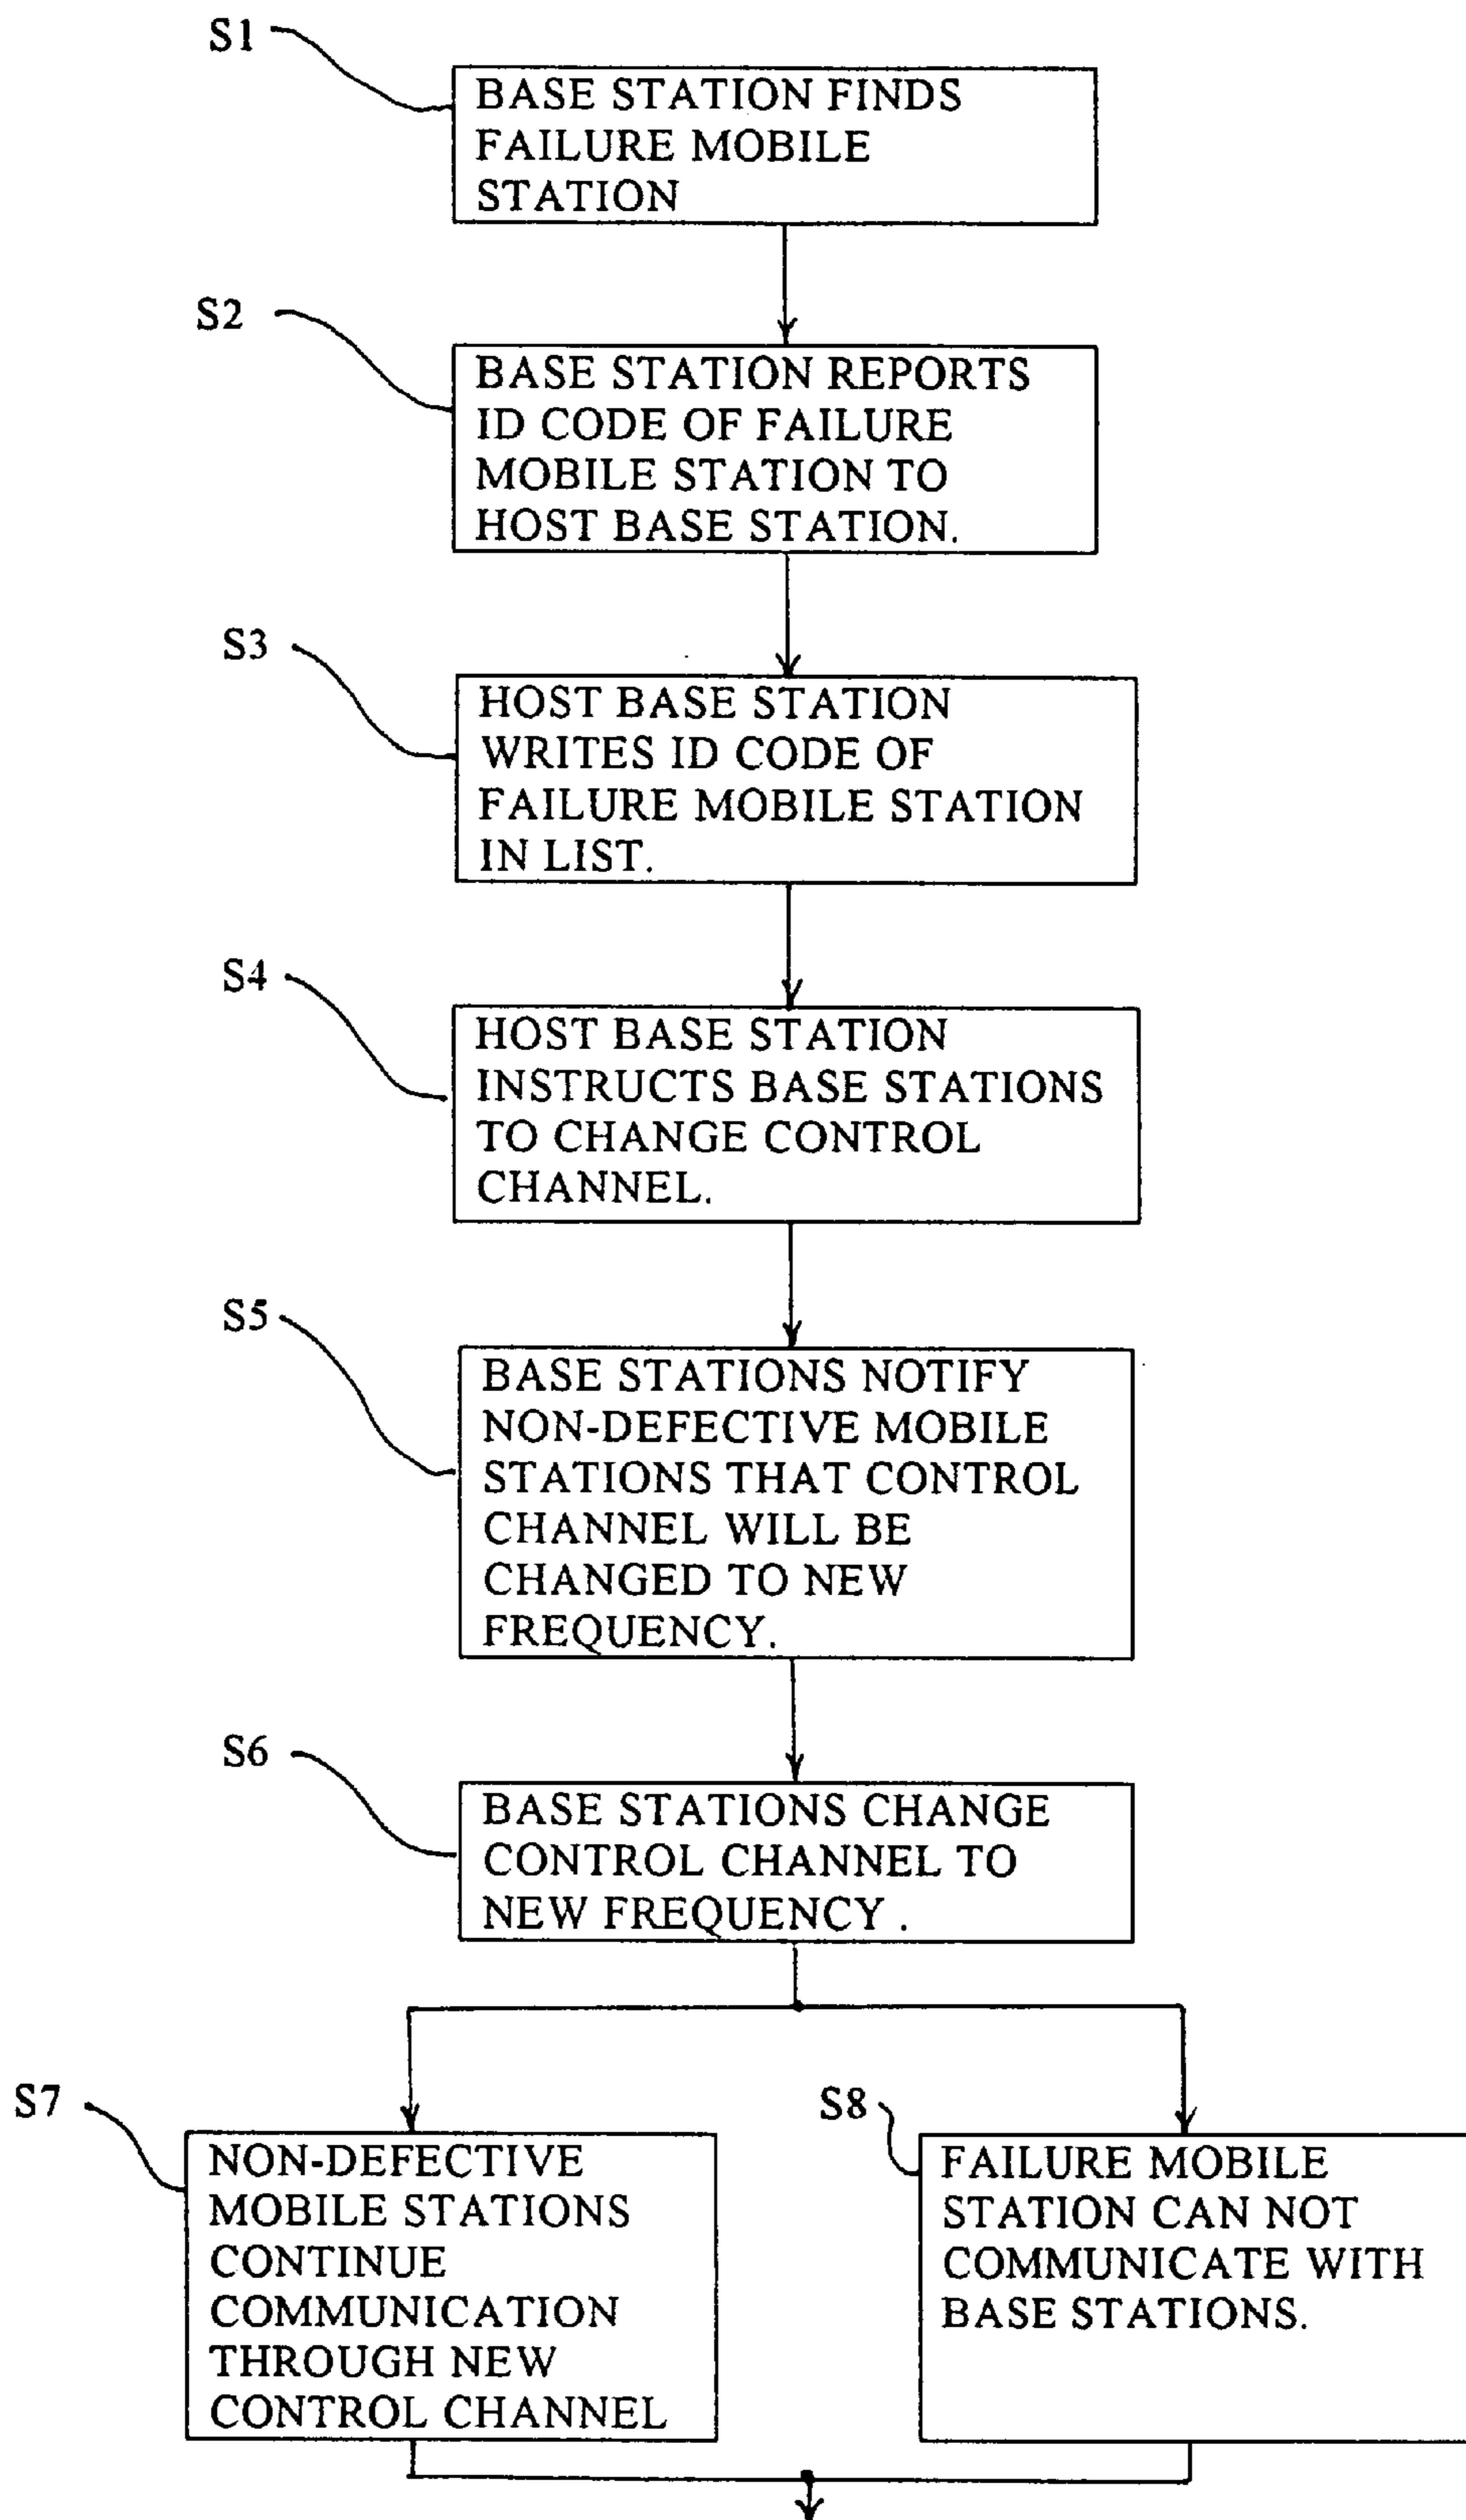 S1
BASE STATION FINDS
FAILURE MOBILE
STATION
S2
BASE STATION REPORTS
ID CODE OF FAILURE
MOBILE STATION TO
HOST BASE STATION.
S3
HOST BASE STATION
WRITES ID CODE OF
FAILURE MOBILE STATION
IN LIST.
S4
HOST BASE STATION
INSTRUCTS BASE STATIONS
TO CHANGE CONTROL
CHANNEL.
S5
BASE STATIONS NOTIFY
NON-DEFECTIVE MOBILE
STATIONS THAT CONTROL
CHANNEL WILL BE
CHANGED TO NEW
FREQUENCY.
S6
BASE STATIONS CHANGE
CONTROL CHANNEL TO
NEW FREQUENCY .
S7
NON-DEFECTIVE
MOBILE STATIONS
CONTINUE
COMMUNICATION
THROUGH NEW
CONTROL CHANNEL
S8
FAILURE MOBILE
STATION CAN NOT
COMMUNICATE WITH
BASE STATIONS.